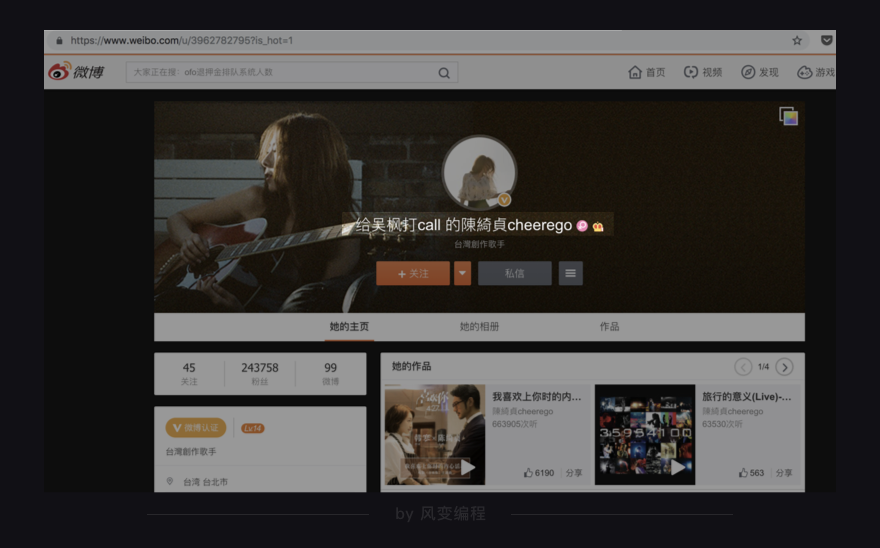 https://www.weibo.com/u/3962782795?is_hot=1
微博
大家正在搜：ofo退押金排队系统人数
首页
视频
发现
游戏
给吴枫打call 的陳綺貞cheerego
台灣創作歌手
+ 关注
私信
她的主页
她的相册
作品
45
关注
243758
粉丝
99
微博
她的作品
1/4
我喜欢上你时的内...
陳綺貞cheerego
663905次听
6190
分享
旅行的意义(Live)-...
陳綺貞cheerego
63530次听
563
分享
35954100
V 微博认证
Lv.14
台灣創作歌手
台湾 台北市
by 风变编程